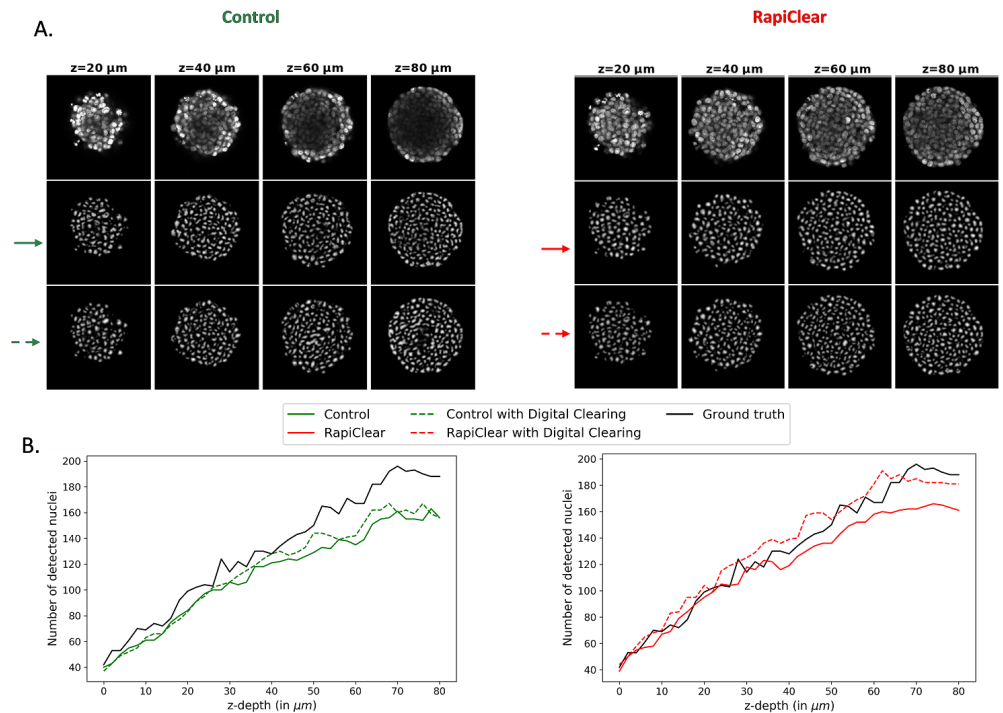 Control
RapiClear
A.
z=20 μm z=40 μm z=60 μm z=80 μm
z=20 μm z=40 μm z=60 μm z=80 μm
Control Control with Digital Clearing Ground truth
RapiClear RapiClear with Digital Clearing
B.
Number of detected nuclei
200
180
160
140
120
100
80
60
40
0 10 20 30 40 50 60 70 80
z-depth (in μm)
Number of detected nuclei
200
180
160
140
120
100
80
60
40
0 10 20 30 40 50 60 70 80
z-depth (in μm)